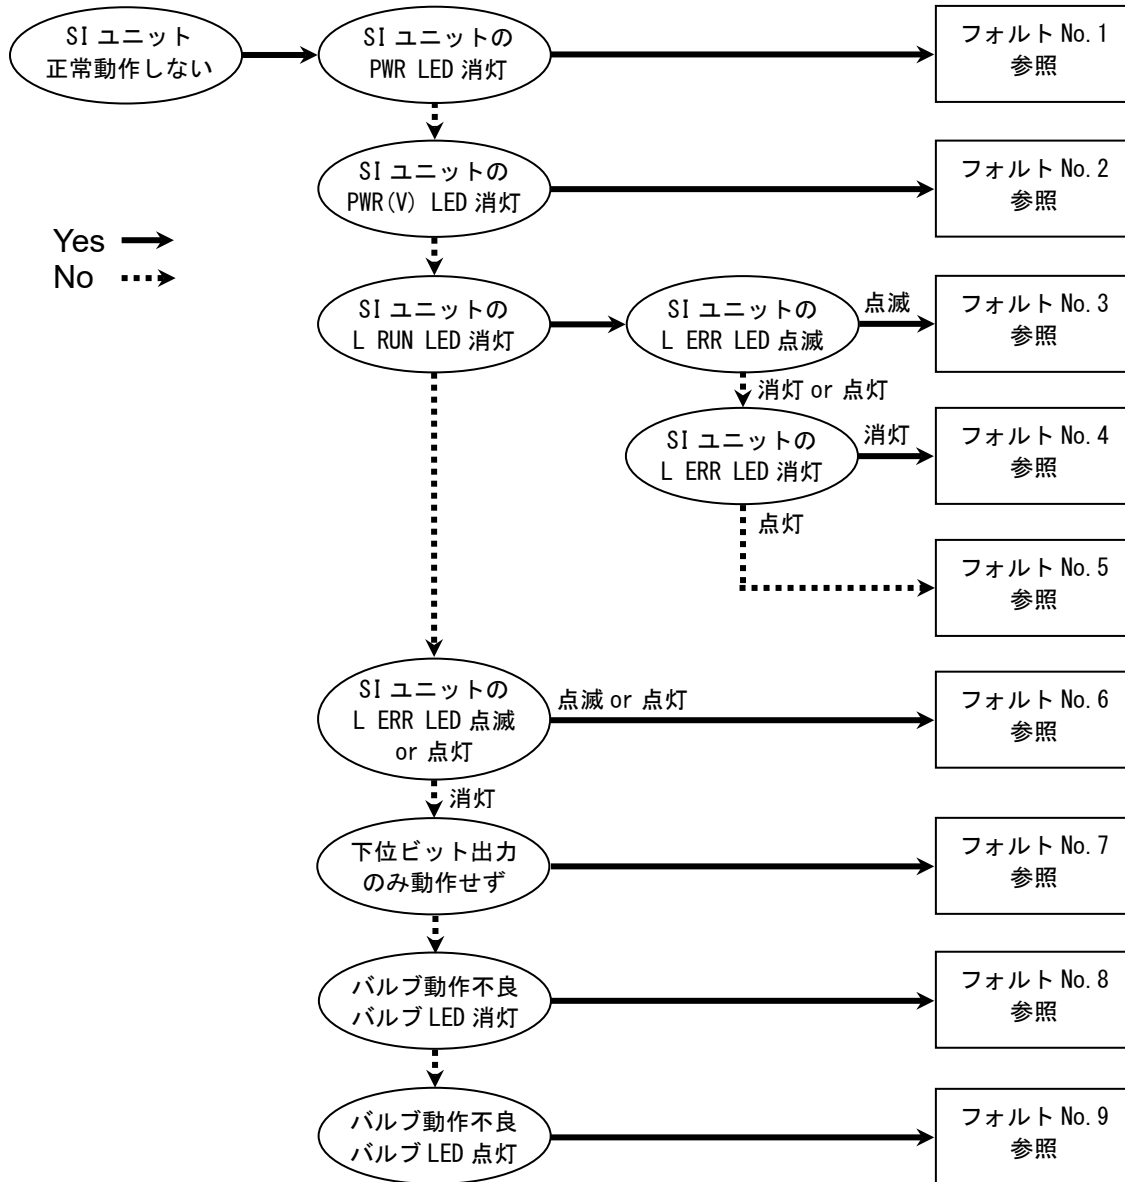 SI ユニット
正常動作しない
SI ユニットの
PWR LED 消灯
フォルト No. 1
参照
SI ユニットの
PWR(V) LED 消灯
フォルト No. 2
参照
Yes
No
SI ユニットの
L RUN LED 消灯
SI ユニットの
L ERR LED 点滅
点滅
フォルト No. 3
参照
消灯 or 点灯
SI ユニットの
L ERR LED 消灯
消灯
フォルト No. 4
参照
点灯
フォルト No. 5
参照
SI ユニットの
L ERR LED 点滅
or 点灯
点滅 or 点灯
フォルト No. 6
参照
消灯
下位ビット出力
のみ動作せず
フォルト No. 7
参照
バルブ動作不良
バルブ LED 消灯
フォルト No. 8
参照
バルブ動作不良
バルブ LED 点灯
フォルト No. 9
参照